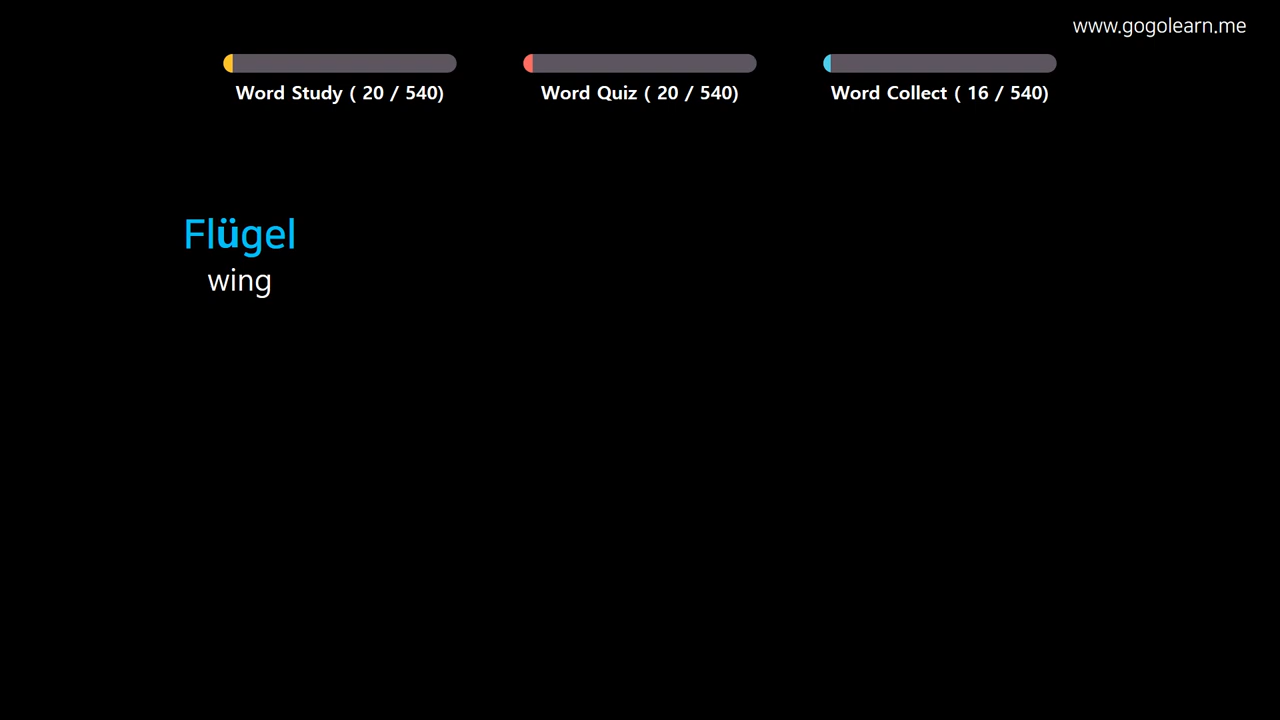 www.gogolearn.me
Word Study ( 20 / 540)
Word Quiz ( 20 / 540)
Word Collect ( 16 / 540)
Flügel
wing